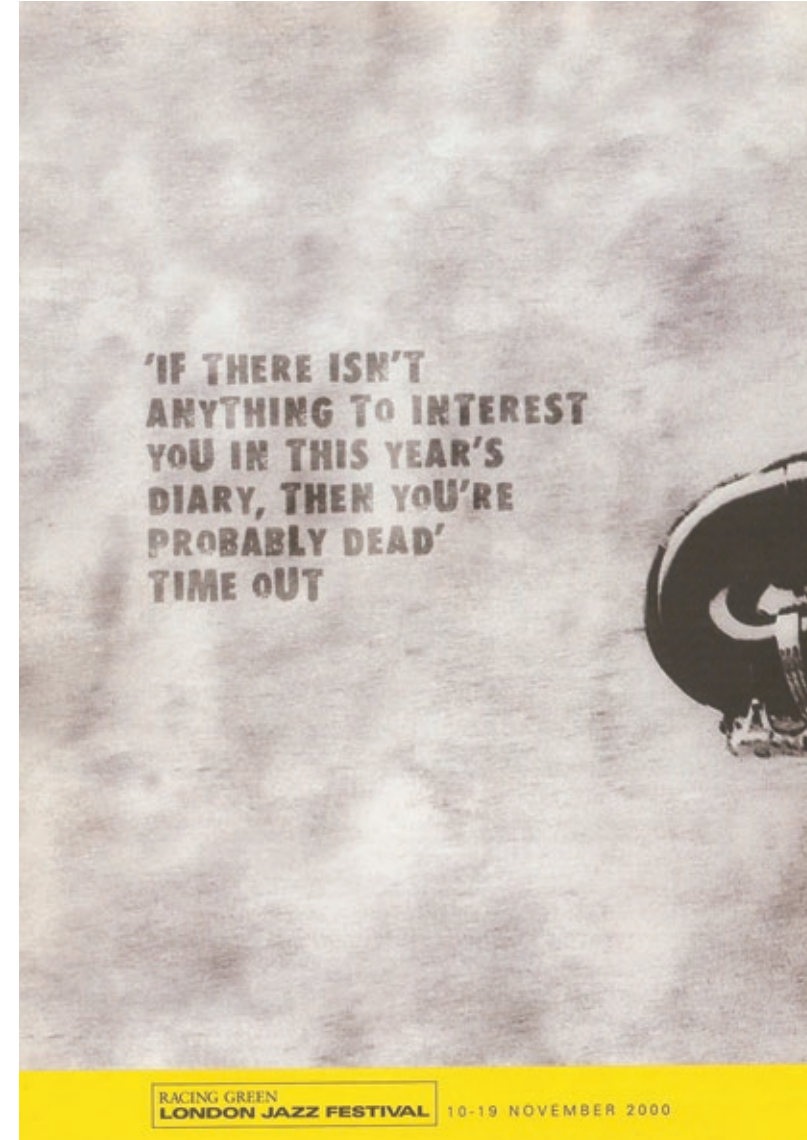 'IF THERE ISN'T
ANYTHING TO INTEREST
YOU IN THIS YEAR'S
DIARY, THEN YOU'RE
PROBABLY DEAD'
TIME OUT
RACING GREEN
LONDON JAZZ FESTIVAL
10-19 NOVEMBER 2000